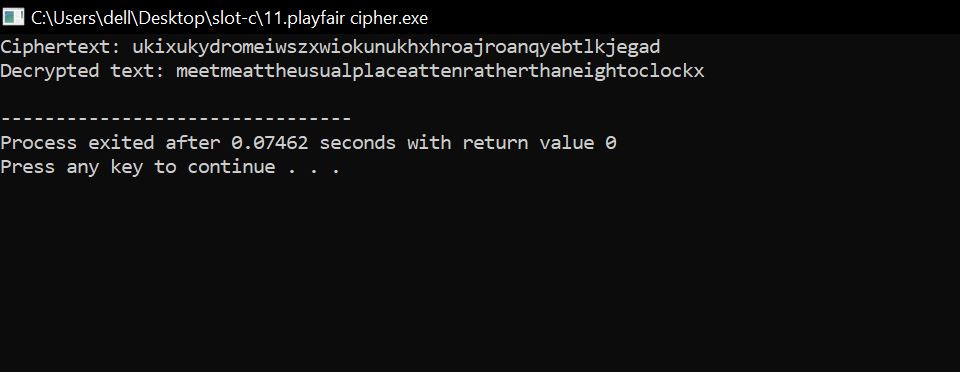 C:\Users\dell\Desktop\slot-c\11.playfair cipher.exe
Ciphertext: ukixukydromeiwszxwiokunukhxhroajroanqyebtlkjegad
Decrypted text: meetmeattheusualplaceattenratherthaneightoclockx
--------------------------------
Process exited after 0.07462 seconds with return value 0
Press any key to continue . . .